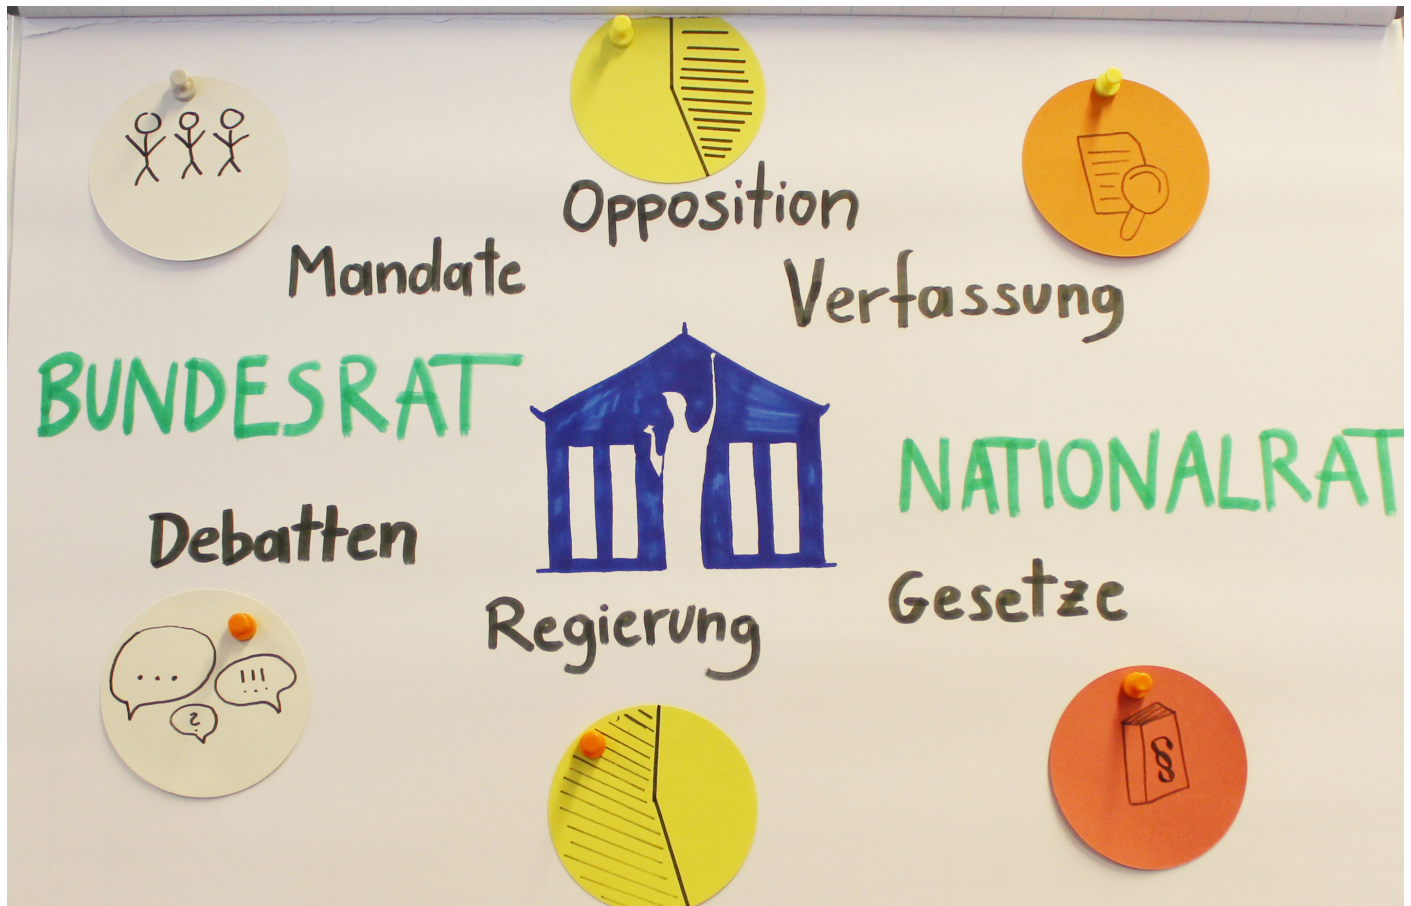 Opposition
Mandate
Verfassung
BUNDESRAT
NATIONALRAT
Debatten
Gesetze
Regierung
...
!!!
?
§